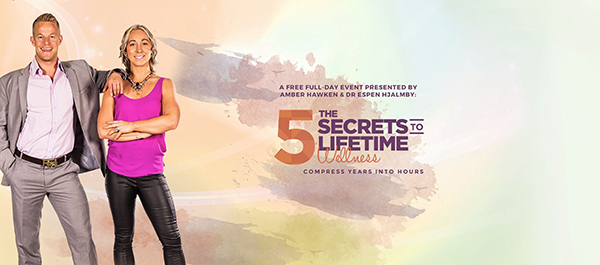 A FREE FULL-DAY EVENT PRESENTED BY
AMBER HAWKEN & DR ESPEN HJALMBY:
THE
5 SECRETS TO
LIFETIME
Wellness
COMPRESS YEARS INTO HOURS